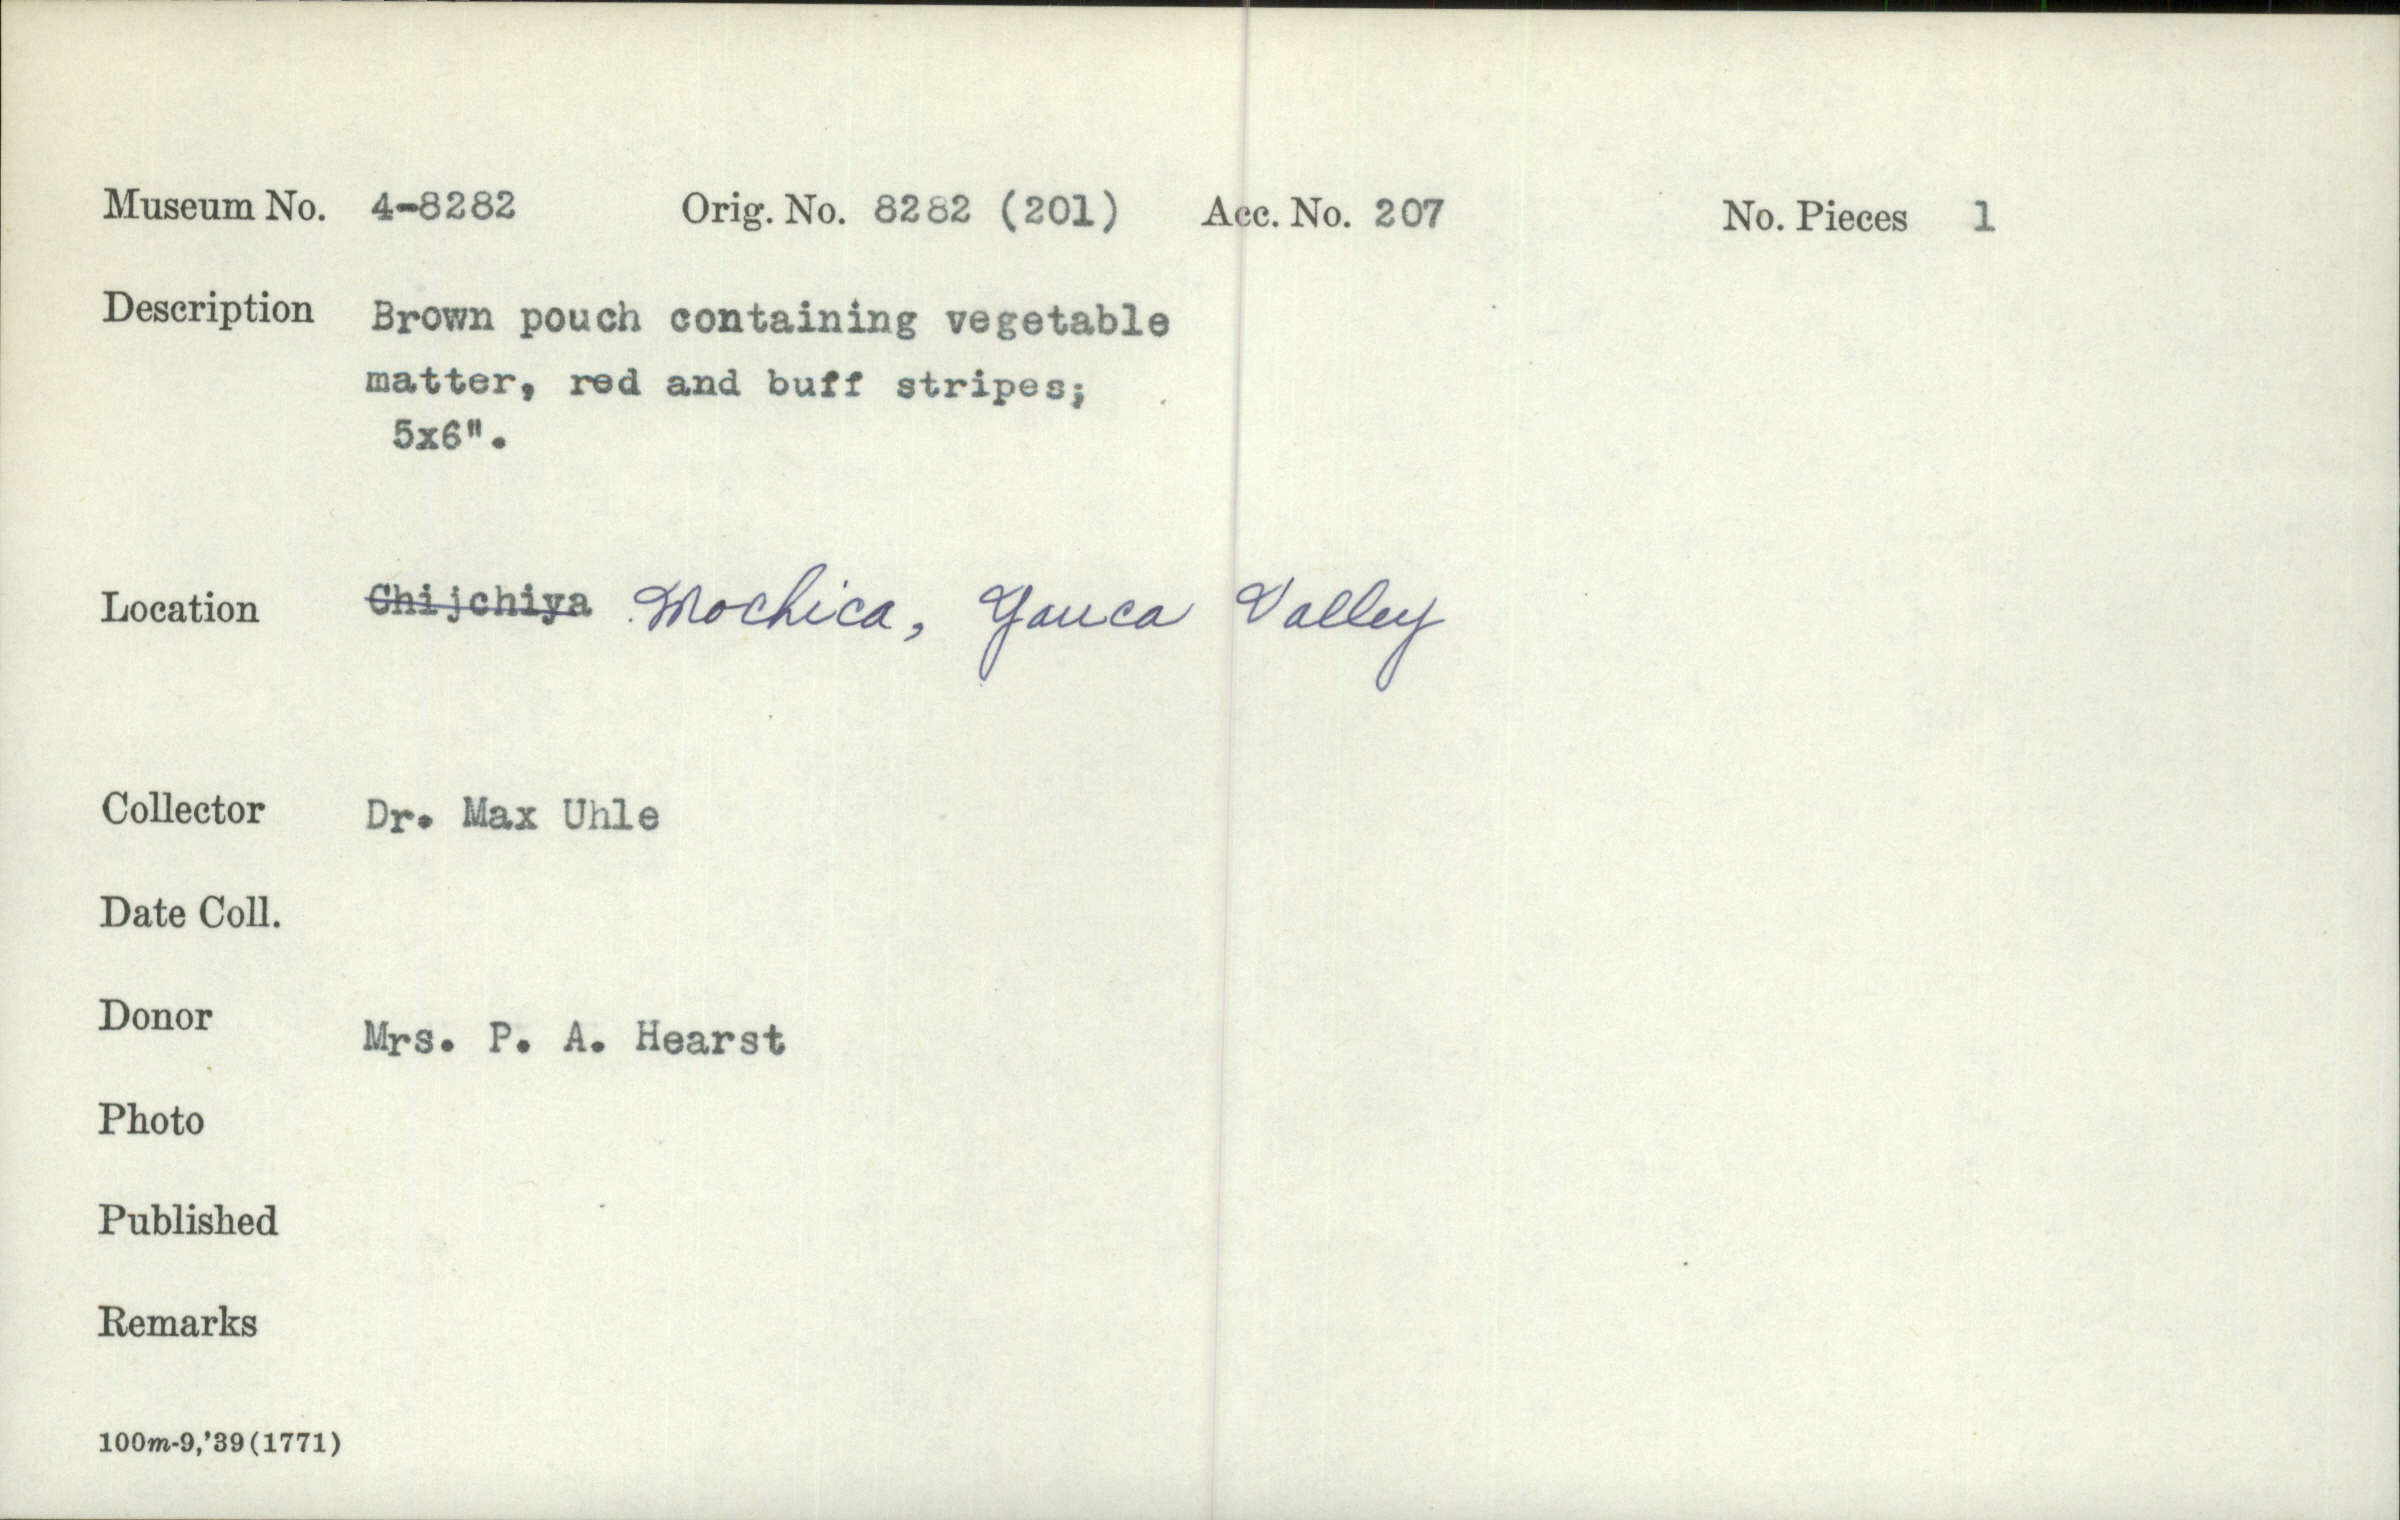 Museum No. 4-8282 Orig. No. 8282 (201) Acc. No. 207 No. Pieces 1
Description Brown pouch containing vegetable
matter, red and buff stripes;
5x6".
Location Chijchiya Mochica, Yauca Valley
Collector Dr. Max Uhle
Date Coll.
Donor Mrs. P. A. Hearst
Photo
Published
Remarks
100m-9,'39(1771)